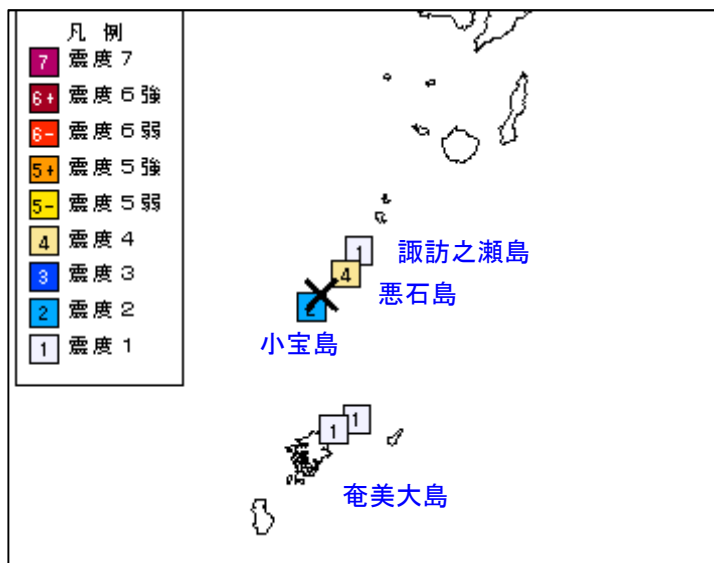 凡 例
7 震度７
6+ 震度６強
6- 震度６弱
5+ 震度５強
5- 震度５弱
4 震度４
3 震度３
2 震度２
1 震度１
1 諏訪之瀬島
4
悪石島
2
小宝島
1
1
奄美大島